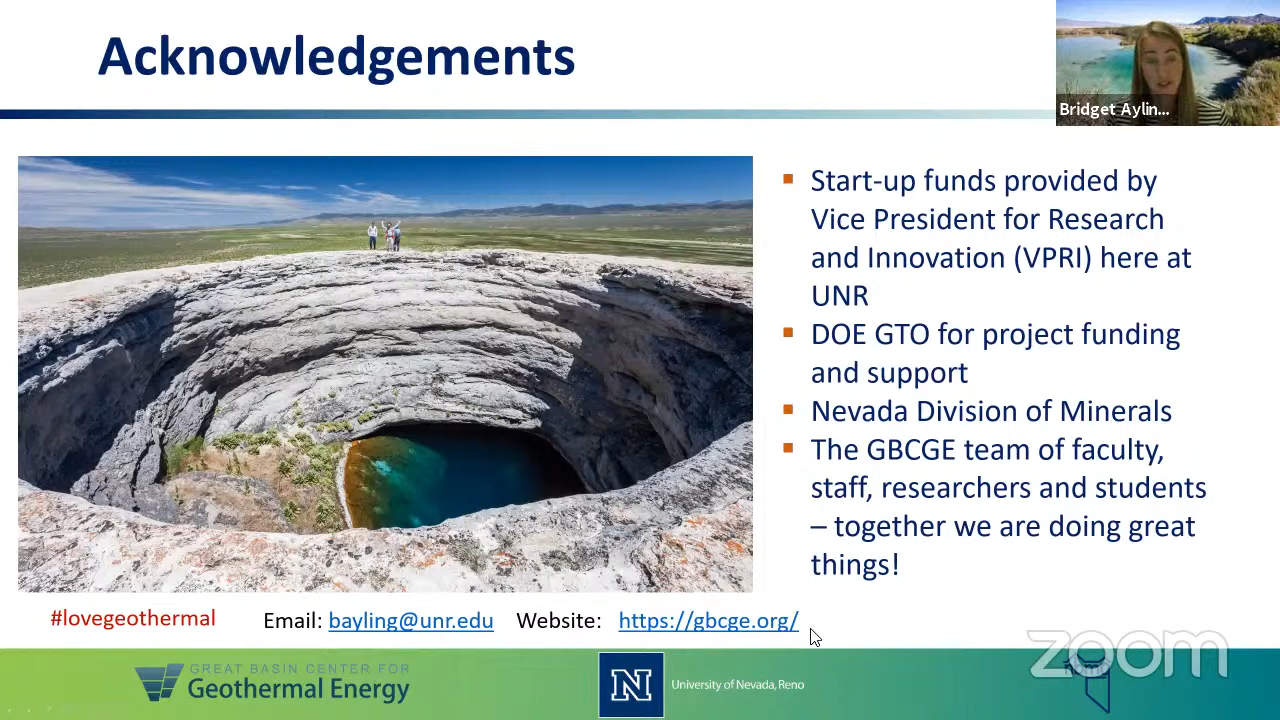 Acknowledgements
Bridget Aylin...
Start-up funds provided by
Vice President for Research
and Innovation (VPRI) here at
UNR
DOE GTO for project funding
and support
Nevada Division of Minerals
The GBCGE team of faculty,
staff, researchers and students
– together we are doing great
things!
#lovegeothermal Email: bayling@unr.edu Website: https://gbcge.org/
GREAT BASIN CENTER FOR
Geothermal Energy
N
University of Nevada, Reno
zoom